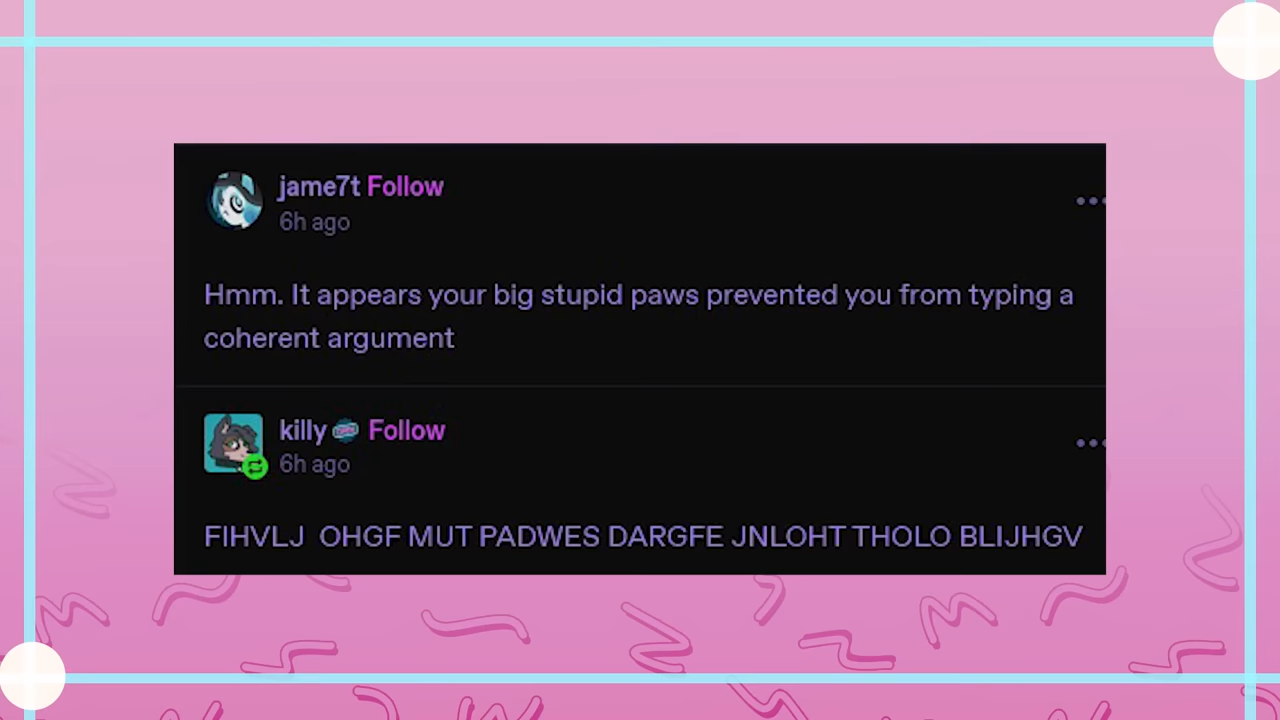 jame7t Follow
6h ago
Hmm. It appears your big stupid paws prevented you from typing a
coherent argument
killy Follow
6h ago
FIHVLJ  OHGF MUT PADWES DARGFE JNLOHT THOLO BLIJHGV